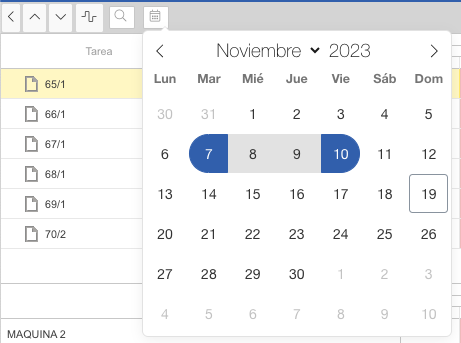 Noviembre 2023
Tarea
Lun Mar Mié Jue Vie Sáb Dom
65/1
30 31 1 2 3 4 5
66/1
6 7 8 9 10 11 12
67/1
13 14 15 16 17 18 19
68/1
69/1
20 21 22 23 24 25 26
70/2
27 28 29 30 1 2 3
4 5 6 7 8 9 10
MAQUINA 2